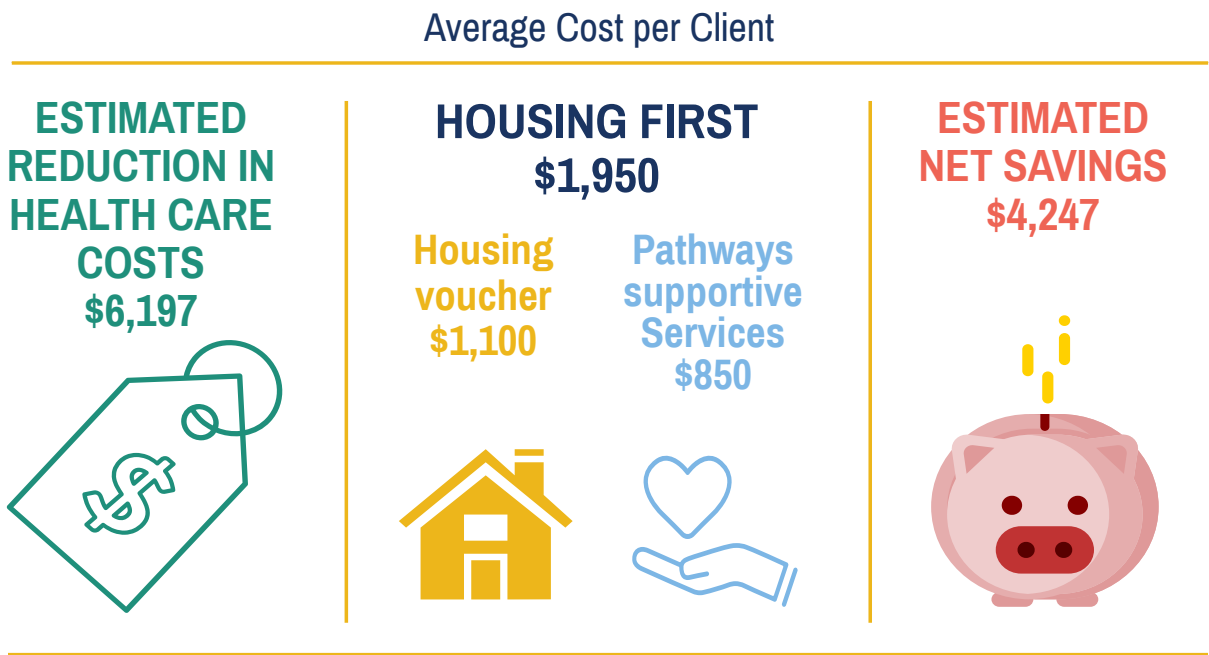 Average Cost per Client
ESTIMATED
REDUCTION IN
HEALTH CARE
COSTS
$6,197
HOUSING FIRST
$1,950
Housing
voucher
$1,100
Pathways
supportive
Services
$850
ESTIMATED
NET SAVINGS
$4,247
$